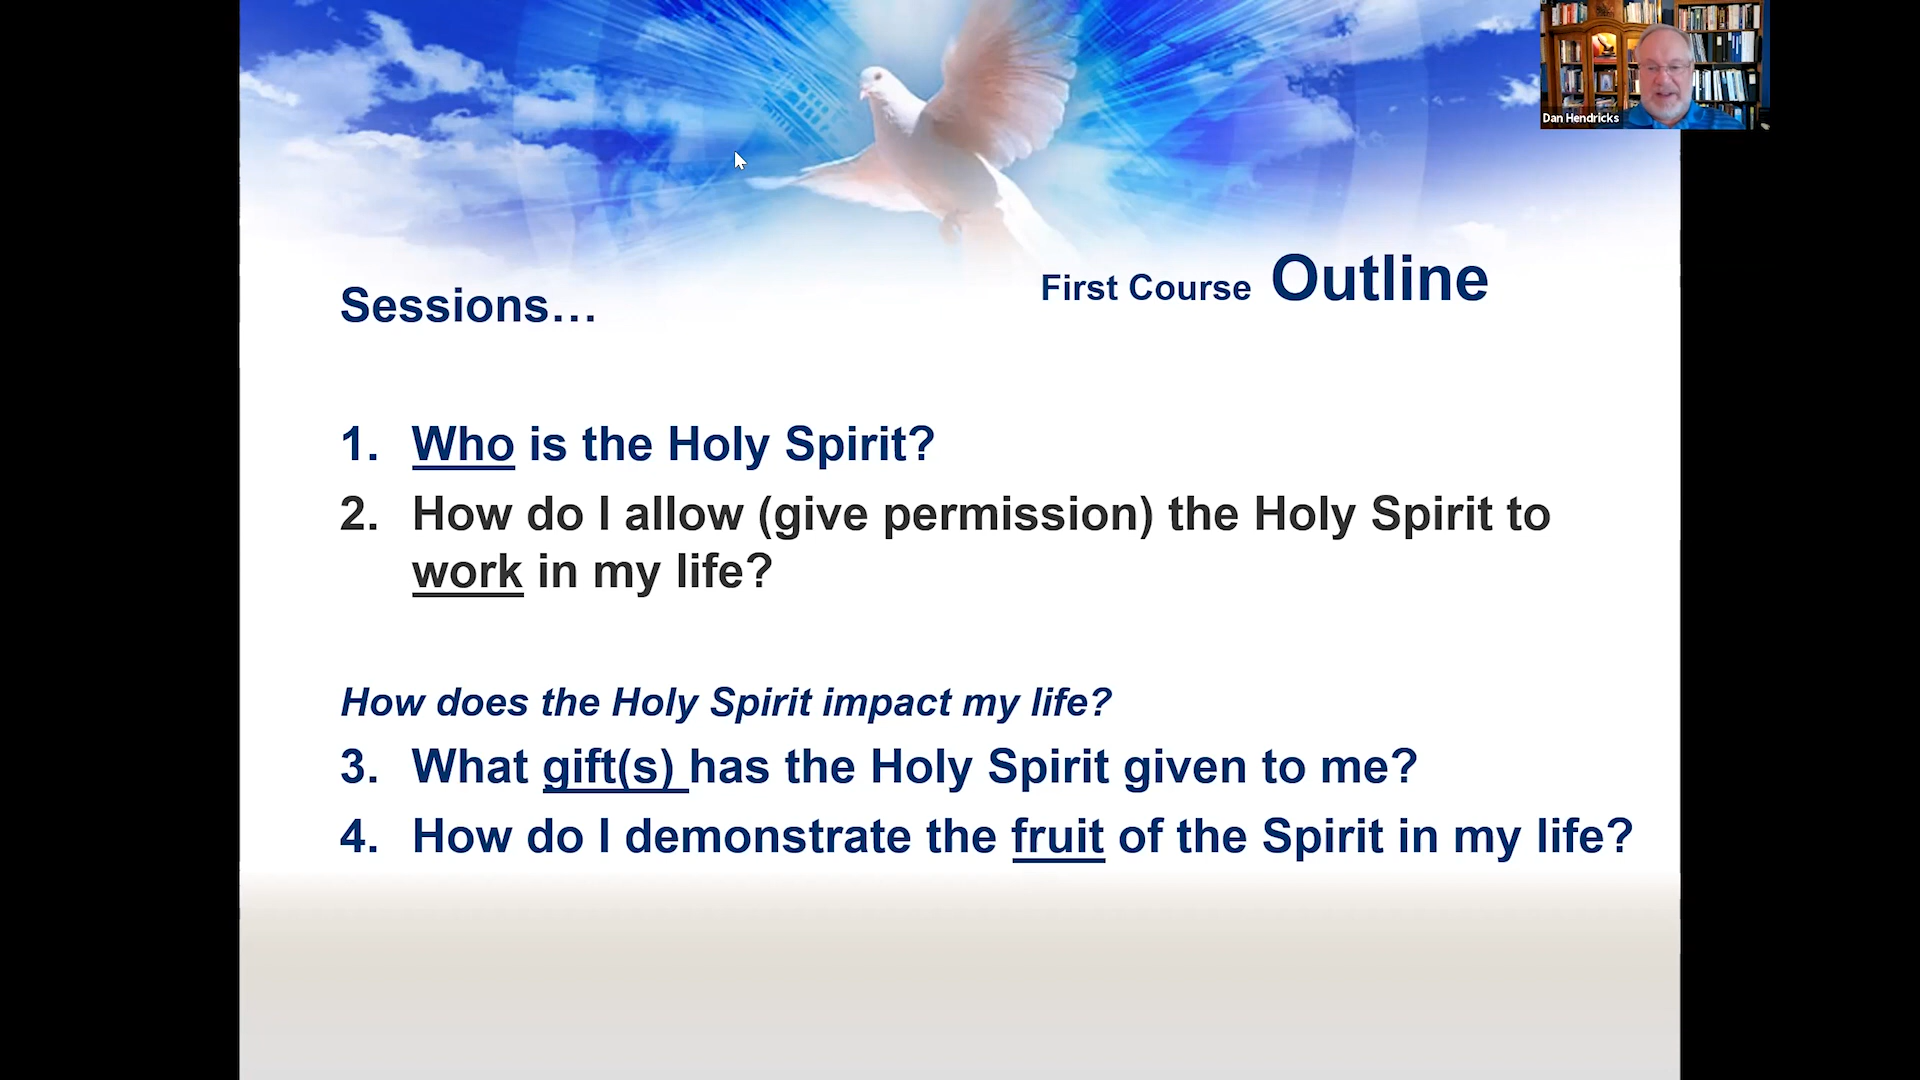 Dan Hendricks
First Course Outline
Sessions…
1. Who is the Holy Spirit?
2. How do I allow (give permission) the Holy Spirit to
work in my life?
How does the Holy Spirit impact my life?
3. What gift(s) has the Holy Spirit given to me?
4. How do I demonstrate the fruit of the Spirit in my life?